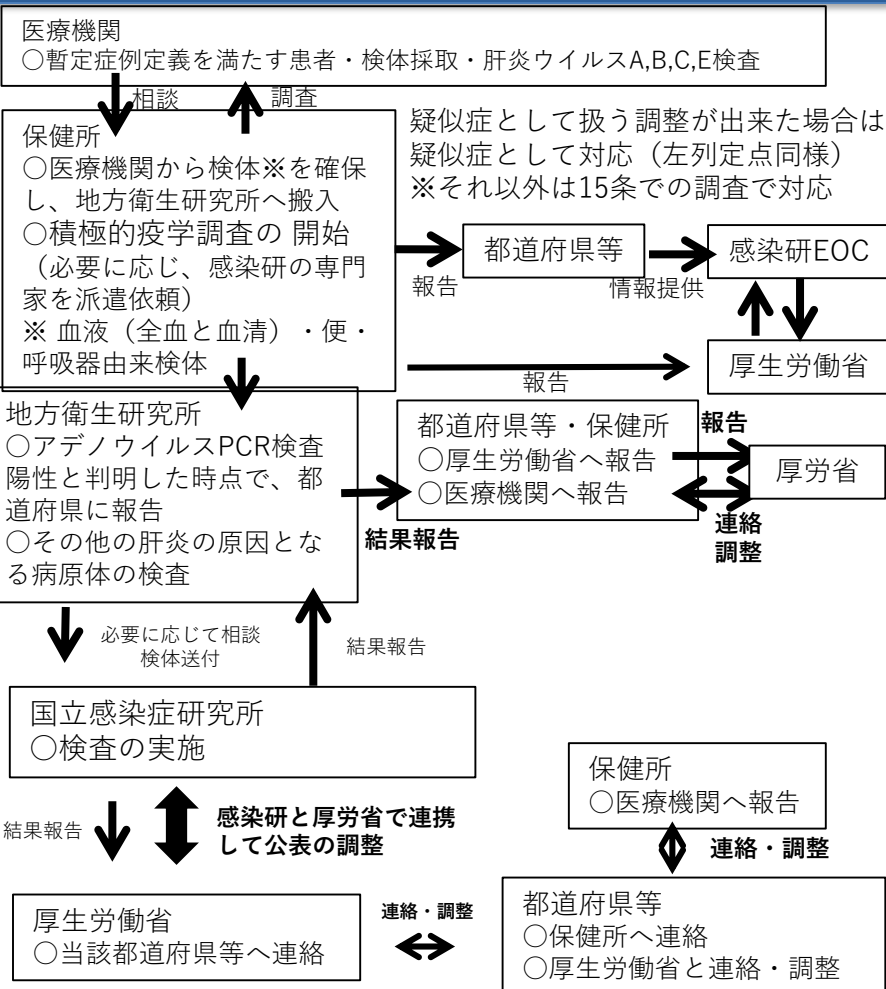 医療機関
○暫定症例定義を満たす患者・検体採取・肝炎ウイルスA,B,C,E検査
相談
調査
保健所
○医療機関から検体※を確保
し、地方衛生研究所へ搬入
○積極的疫学調査の 開始
（必要に応じ、感染研の専門
家を派遣依頼）
※ 血液（全血と血清）・便・
呼吸器由来検体
疑似症として扱う調整が出来た場合は
疑似症として対応（左列定点同様）
※それ以外は15条での調査で対応
報告
都道府県等
情報提供
感染研EOC
報告
厚生労働省
地方衛生研究所
○アデノウイルスPCR検査
陽性と判明した時点で、都
道府県に報告
○その他の肝炎の原因とな
る病原体の検査
結果報告
都道府県等・保健所
○厚生労働省へ報告
○医療機関へ報告
報告
厚労省
連絡
調整
必要に応じて相談
検体送付
結果報告
国立感染症研究所
○検査の実施
結果報告
感染研と厚労省で連携
して公表の調整
保健所
○医療機関へ報告
連絡・調整
厚生労働省
○当該都道府県等へ連絡
連絡・調整
都道府県等
○保健所へ連絡
○厚生労働省と連絡・調整